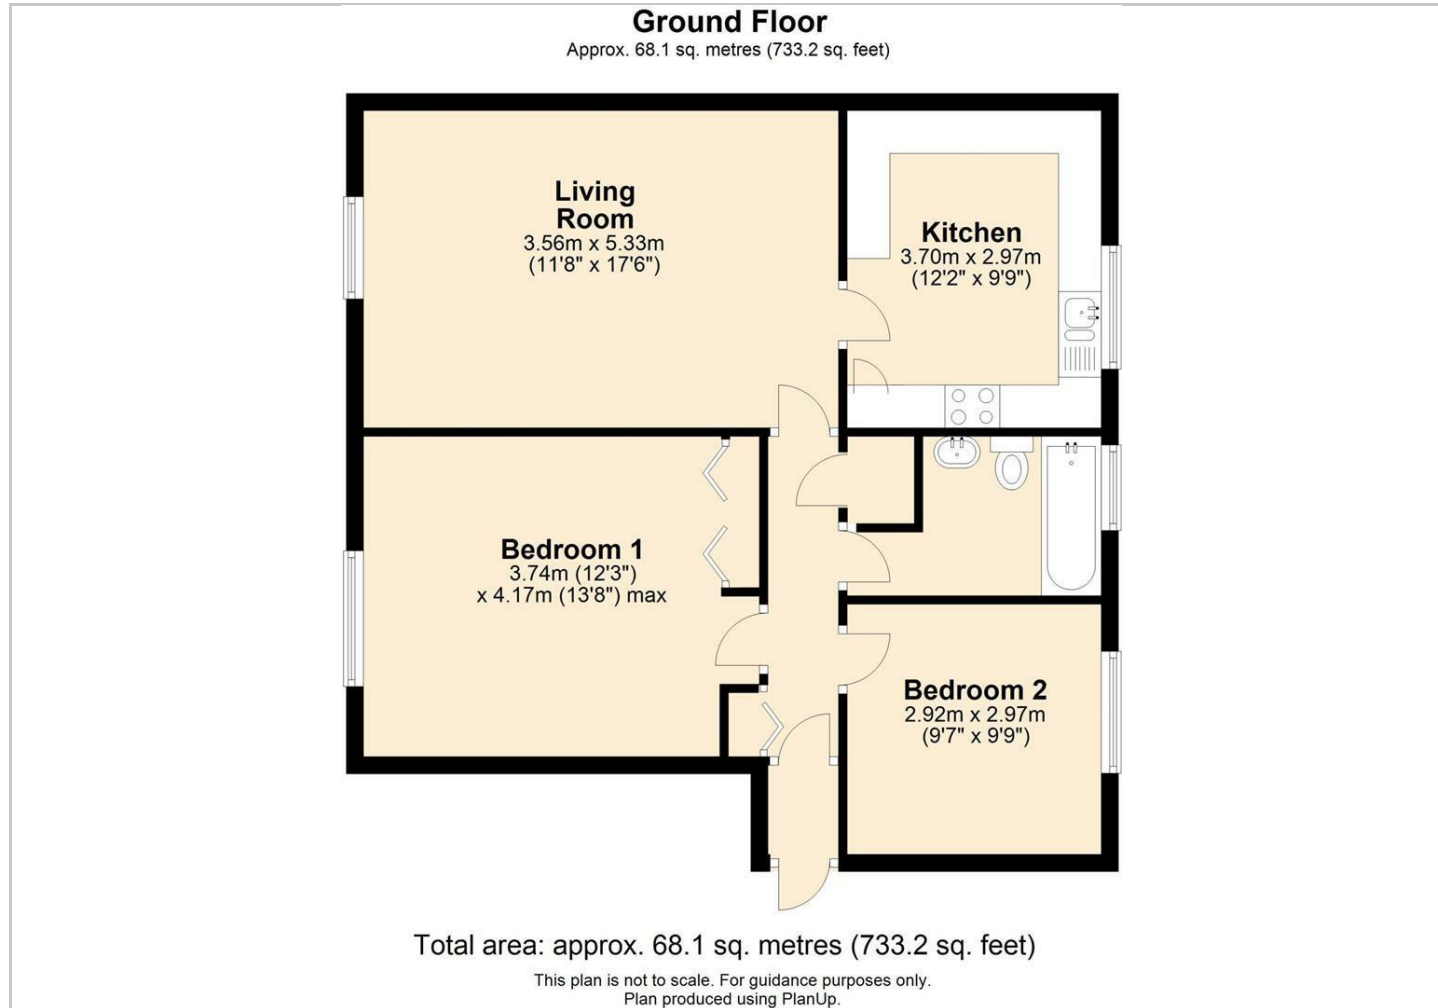 Ground Floor
Approx. 68.1 sq. metres (733.2 sq. feet)
Living
Room
3.56m x 5.33m
(11'8" x 17'6")
Kitchen
3.70m x 2.97m
(12'2" x 9'9")
Bedroom 1
3.74m (12'3")
x 4.17m (13'8") max
Bedroom 2
2.92m x 2.97m
(9'7" x 9'9")
Total area: approx. 68.1 sq. metres (733.2 sq. feet)
This plan is not to scale. For guidance purposes only.
Plan produced using PlanUp.